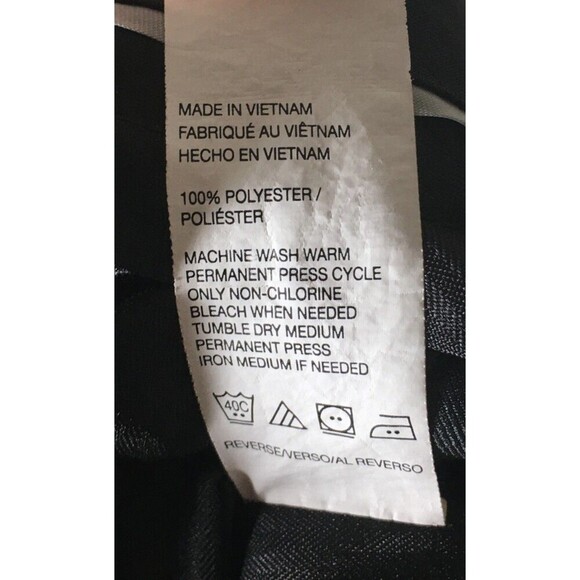 MADE IN VIETNAM
FABRIQUÉ AU VIÊTNAM
HECHO EN VIETNAM
100% POLYESTER /
POLIÉSTER
MACHINE WASH WARM
PERMANENT PRESS CYCLE
ONLY NON-CHLORINE
BLEACH WHEN NEEDED
TUMBLE DRY MEDIUM
PERMANENT PRESS
IRON MEDIUM IF NEEDED
40C
REVERSE/VERSO/AL REVERSO